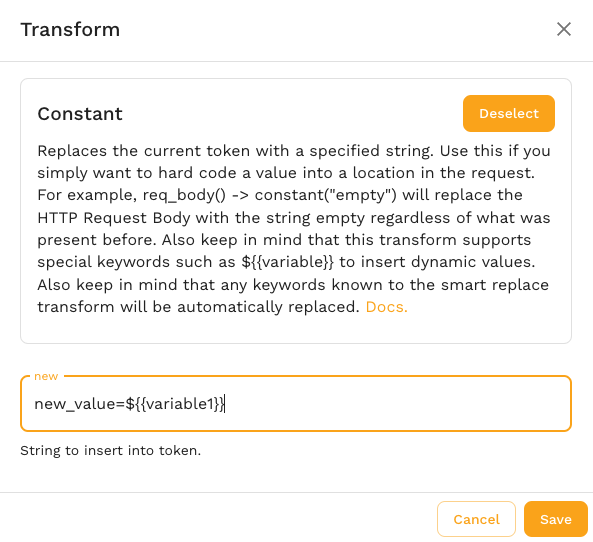 Transform
Constant
Deselect
Replaces the current token with a specified string. Use this if you
simply want to hard code a value into a location in the request.
For example, req_body() -> constant("empty") will replace the
HTTP Request Body with the string empty regardless of what was
present before. Also keep in mind that this transform supports
special keywords such as ${{variable}} to insert dynamic values.
Also keep in mind that any keywords known to the smart replace
transform will be automatically replaced. Docs.
new
new_value=${{variable1}}
String to insert into token.
Cancel
Save